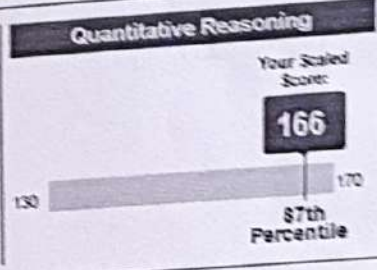 Quantitative Reasoning
Your Scaled
Score:
166
130
170
87th
Percentile